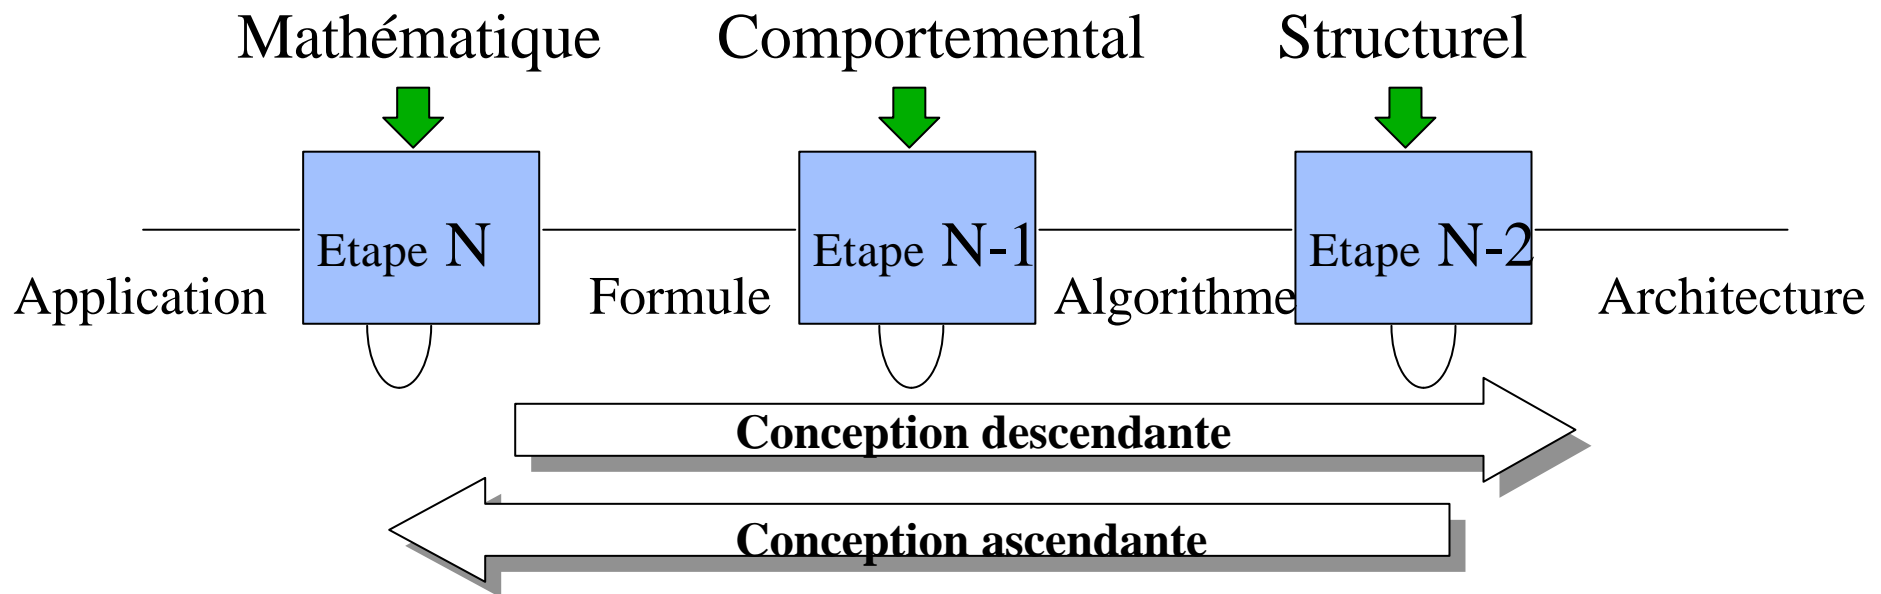 Mathématique Comportemental Structurel
Etape N Etape N-1 Etape N-2
Application Formule Algorithme Architecture
Conception descendante
Conception ascendante